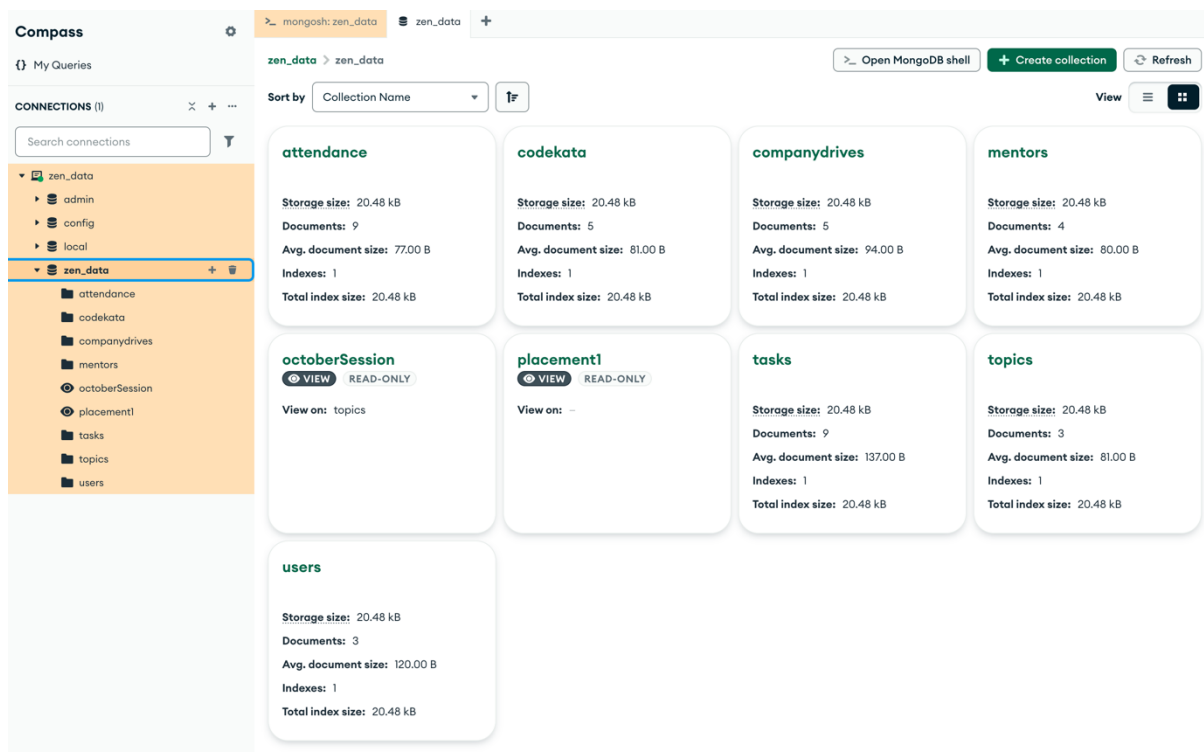 Compass
My Queries
CONNECTIONS (1)
Search connections
zen_data
admin
config
local
zen_data
attendance
codekata
companydrives
mentors
octoberSession
placement1
tasks
topics
users
>_ mongosh: zen_data
zen_data
zen_data > zen_data
>_ Open MongoDB shell
+ Create collection
Refresh
Sort by Collection Name
View
attendance
Storage size: 20.48 kB
Documents: 9
Avg. document size: 77.00 B
Indexes: 1
Total index size: 20.48 kB
codekata
Storage size: 20.48 kB
Documents: 5
Avg. document size: 81.00 B
Indexes: 1
Total index size: 20.48 kB
companydrives
Storage size: 20.48 kB
Documents: 5
Avg. document size: 94.00 B
Indexes: 1
Total index size: 20.48 kB
mentors
Storage size: 20.48 kB
Documents: 4
Avg. document size: 80.00 B
Indexes: 1
Total index size: 20.48 kB
octoberSession
VIEW READ-ONLY
View on: topics
placement1
VIEW READ-ONLY
View on: –
tasks
Storage size: 20.48 kB
Documents: 9
Avg. document size: 137.00 B
Indexes: 1
Total index size: 20.48 kB
topics
Storage size: 20.48 kB
Documents: 3
Avg. document size: 81.00 B
Indexes: 1
Total index size: 20.48 kB
users
Storage size: 20.48 kB
Documents: 3
Avg. document size: 120.00 B
Indexes: 1
Total index size: 20.48 kB